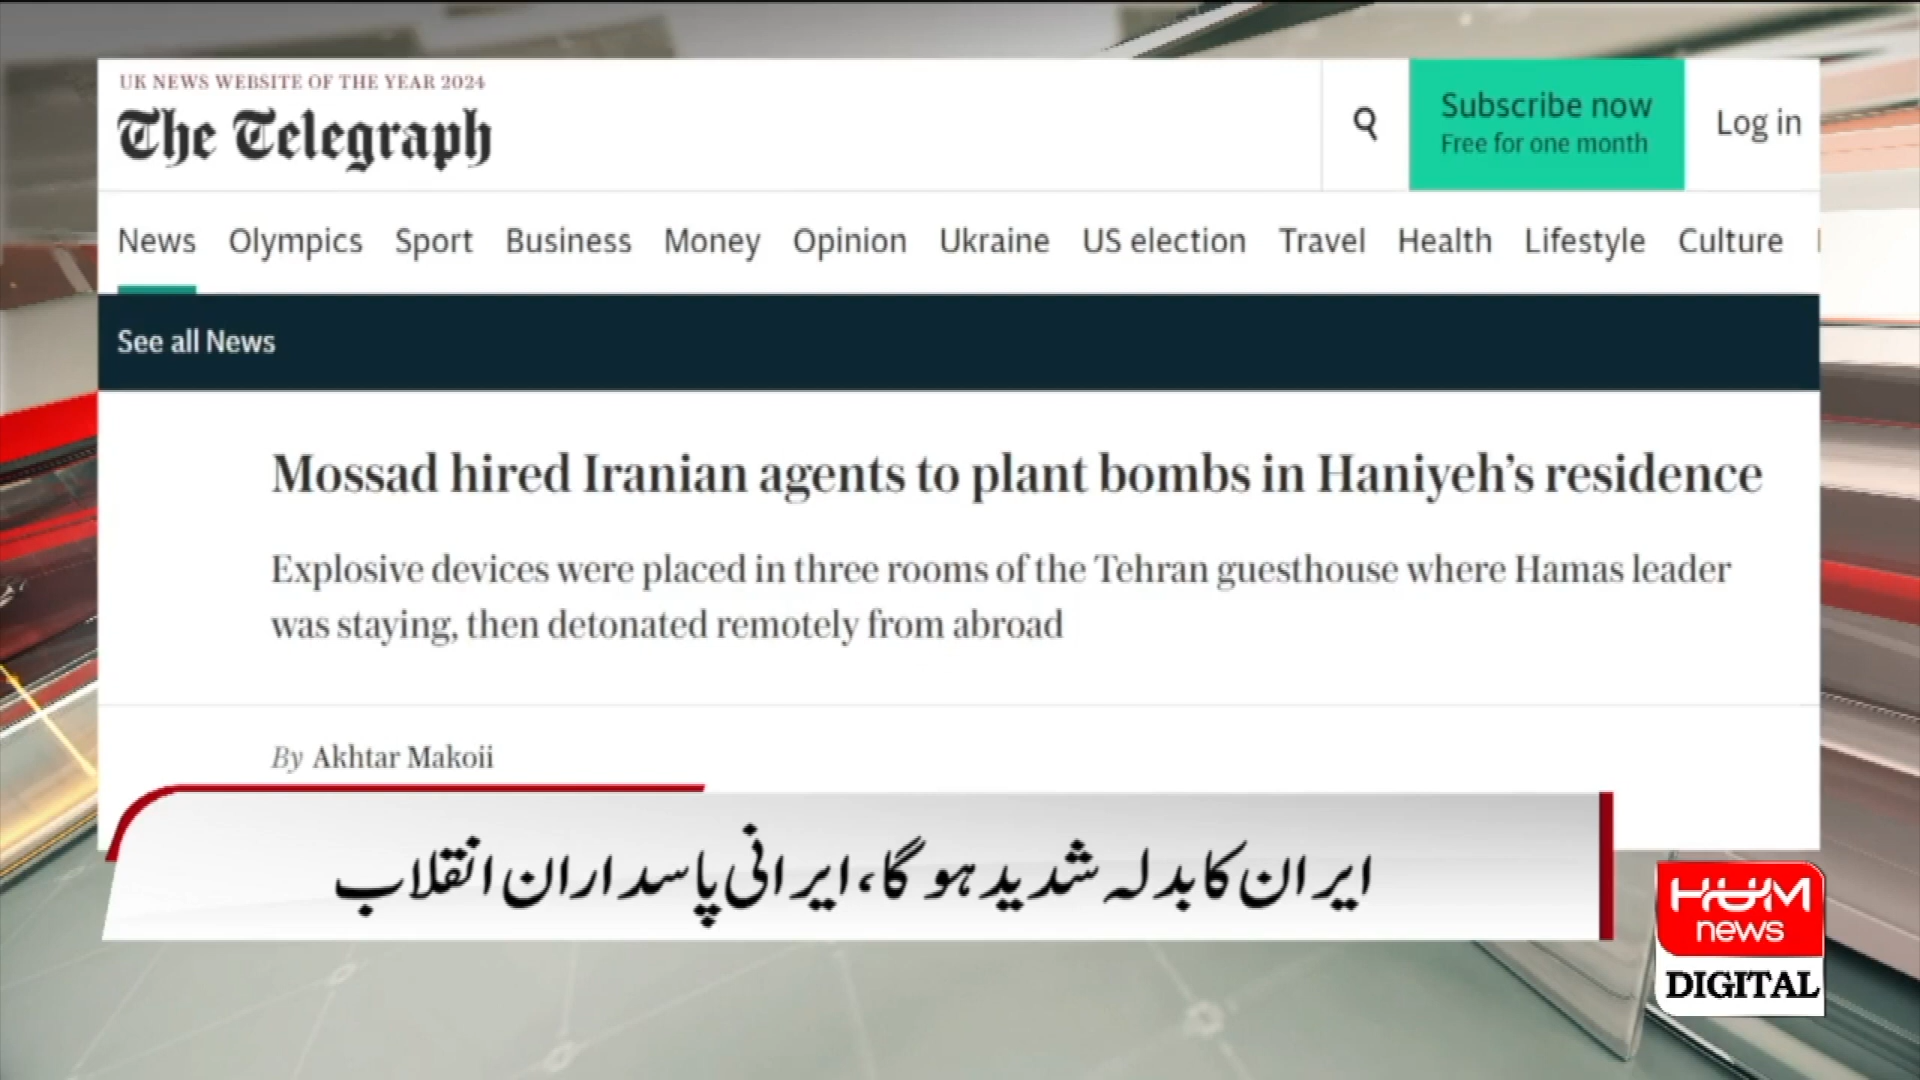 UK NEWS WEBSITE OF THE YEAR 2024
The Telegraph
Subscribe now
Free for one month
Log in
News Olympics Sport Business Money Opinion Ukraine US election Travel Health Lifestyle Culture
See all News
Mossad hired Iranian agents to plant bombs in Haniyeh's residence
Explosive devices were placed in three rooms of the Tehran guesthouse where Hamas leader
was staying, then detonated remotely from abroad
By Akhtar Makoii
ایران کا بدلہ شدید ہو گا، ایرانی پاسداران انقلاب
HUM
news
DIGITAL